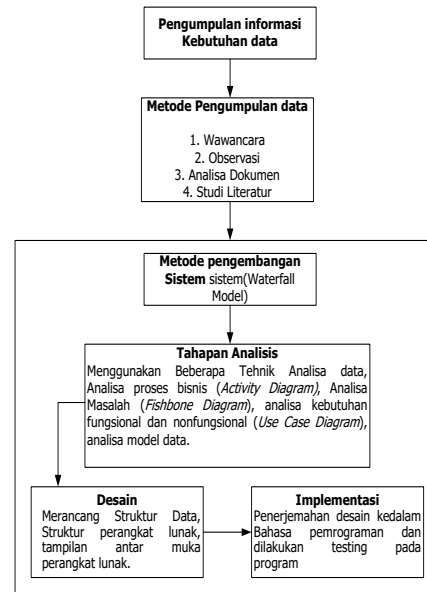 Pengumpulan informasi
Kebutuhan data
Metode Pengumpulan data
1. Wawancara
2. Observasi
3. Analisa Dokumen
4. Studi Literatur
Metode pengembangan
Sistem sistem(Waterfall
Model)
Tahapan Analisis
Menggunakan Beberapa Tehnik Analisa data,
Analisa proses bisnis (Activity Diagram), Analisa
Masalah (Fishbone Diagram), analisa kebutuhan
fungsional dan nonfungsional (Use Case Diagram),
analisa model data.
Desain
Merancang Struktur Data,
Struktur perangkat lunak,
tampilan antar muka
perangkat lunak.
Implementasi
Penerjemahan desain kedalam
Bahasa pemrograman dan
dilakukan testing pada
program